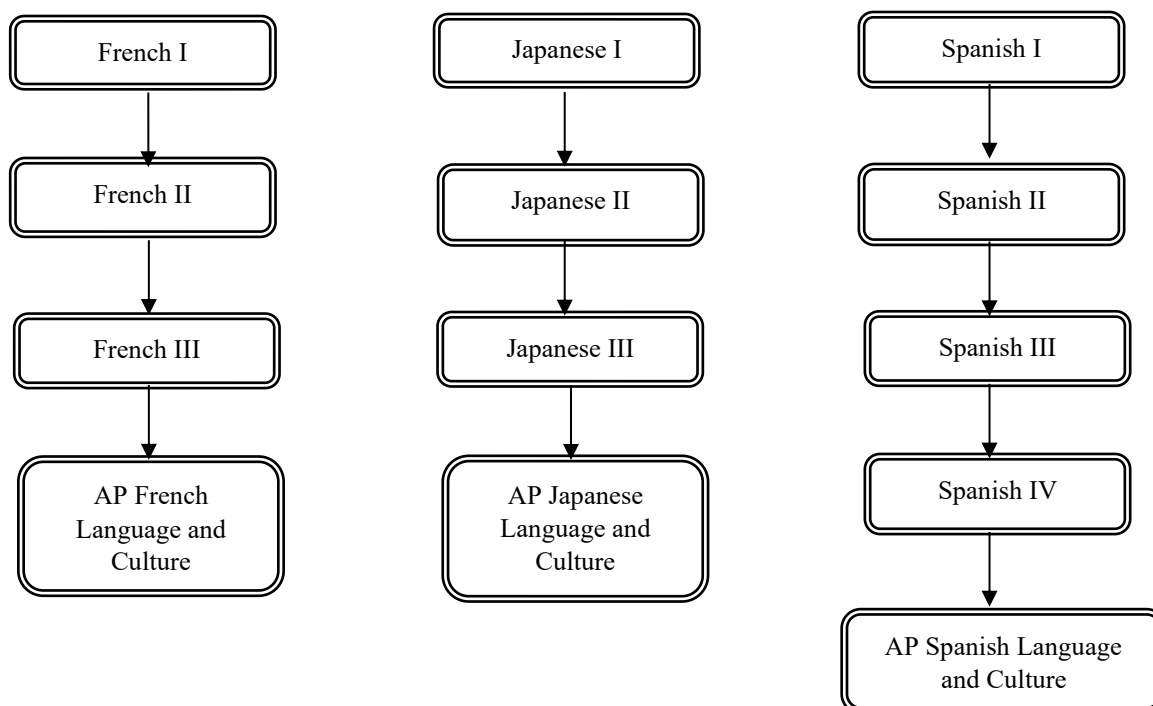 French I
French II
French III
AP French
Language and
Culture
Japanese I
Japanese II
Japanese III
AP Japanese
Language and
Culture
Spanish I
Spanish II
Spanish III
Spanish IV
AP Spanish Language
and Culture